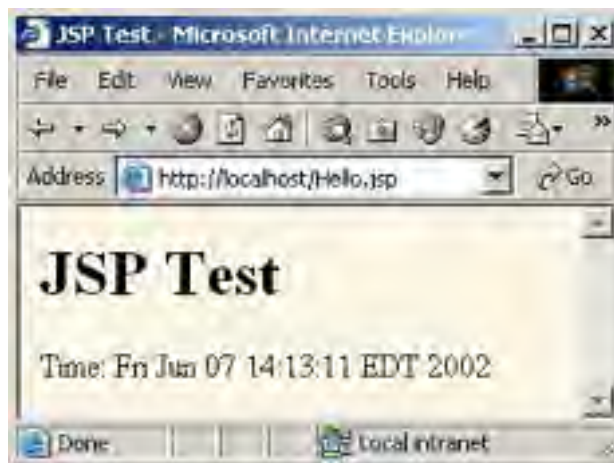 JSP Test - Microsoft Internet Explorer
File Edit View Favorites Tools Help
Address http://localhost/Hello.jsp Go
JSP Test
Time: Fri Jun 07 14:13:11 EDT 2002
Done Local intranet